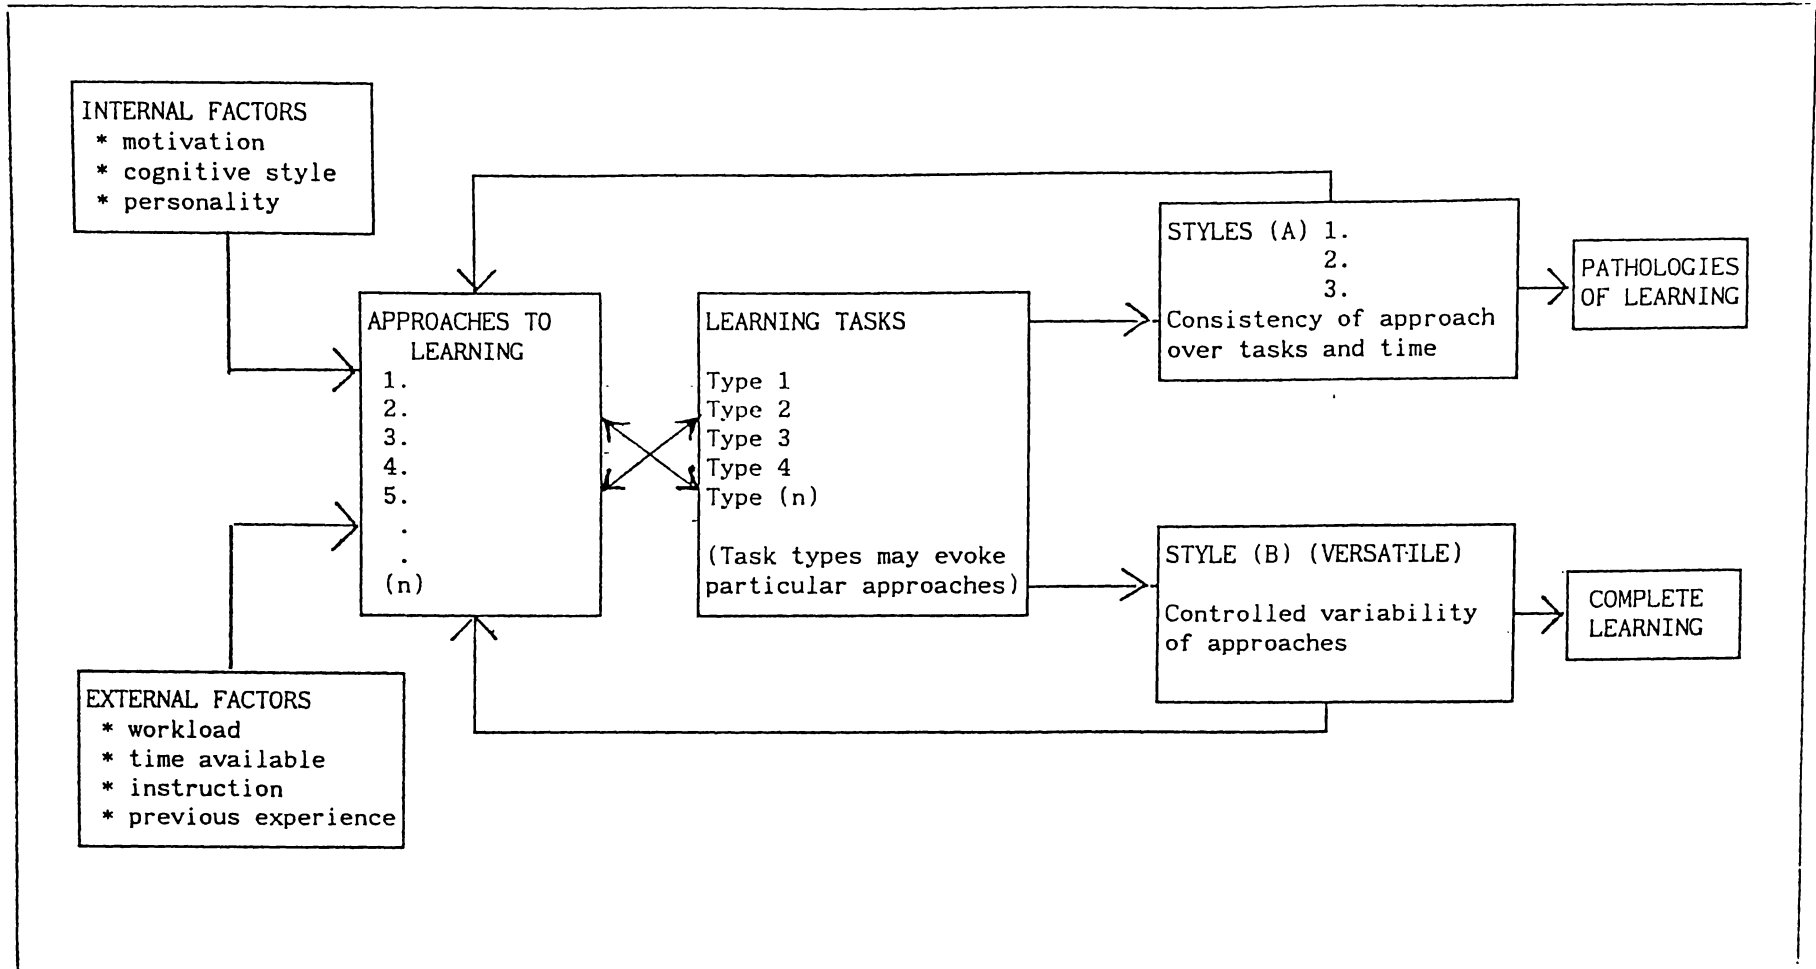 INTERNAL FACTORS
* motivation
* cognitive style
* personality
APPROACHES TO
LEARNING
1.
2.
3.
4.
5.
.
.
(n)
EXTERNAL FACTORS
* workload
* time available
* instruction
* previous experience
LEARNING TASKS
Type 1
Type 2
Type 3
Type 4
Type (n)
(Task types may evoke
particular approaches)
STYLES (A) 1.
2.
3.
Consistency of approach
over tasks and time
PATHOLOGIES
OF LEARNING
STYLE (B) (VERSATILE)
Controlled variability
of approaches
COMPLETE
LEARNING